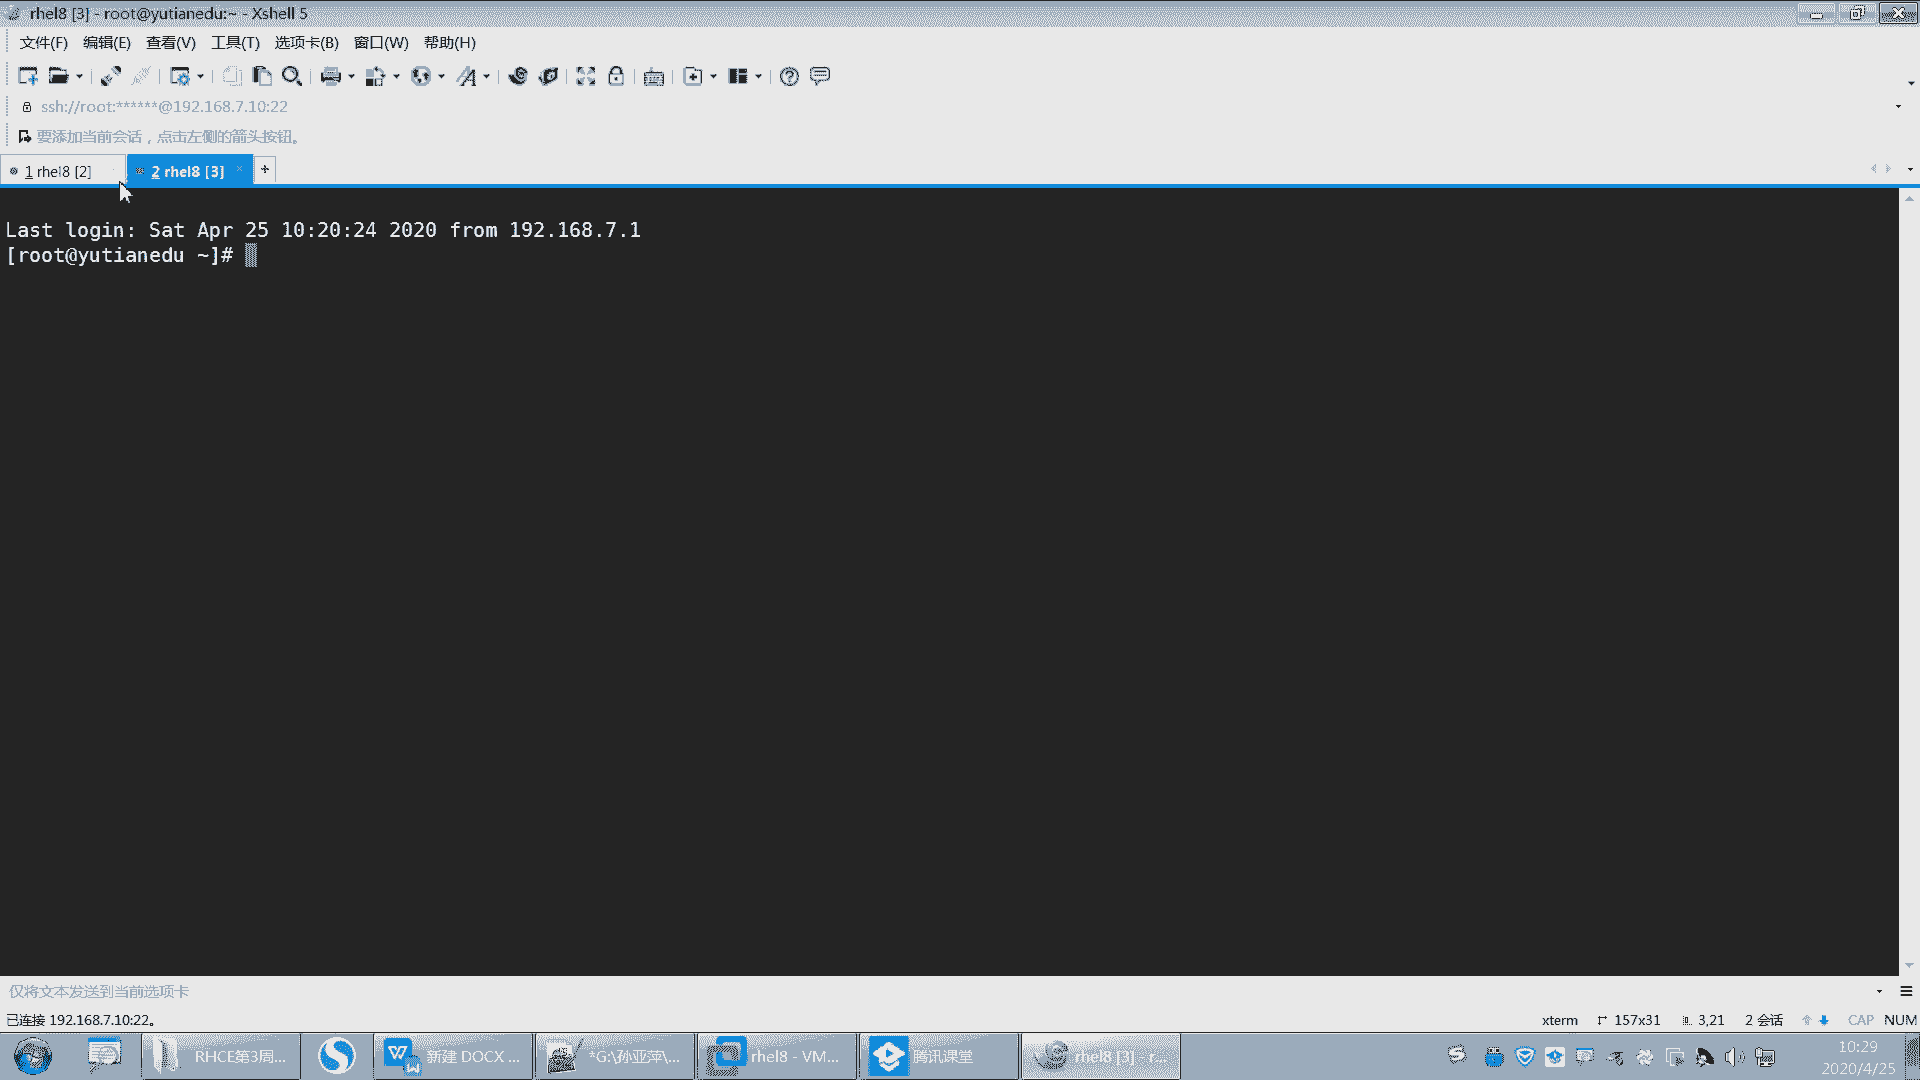 rhel8 [3] - root@yutianedu:~ - Xshell 5
文件(F) 编辑(E) 查看(V) 工具(T) 选项卡(B) 窗口(W) 帮助(H)
ssh://root:******@192.168.7.10:22
要添加当前会话，点击左侧的箭头按钮。
1 rhel8 [2] 2 rhel8 [3] +
Last login: Sat Apr 25 10:20:24 2020 from 192.168.7.1
[root@yutianedu ~]#
仅将文本发送到当前选项卡
已连接 192.168.7.10:22。 xterm 157x31 3,21 2 会话 CAP NUM
RHCE第3周... 新建 DOCX ... *G:\孙亚萍\... rhel8 - VM... 腾讯课堂 rhel8 [3] - r... 10:29
2020/4/25